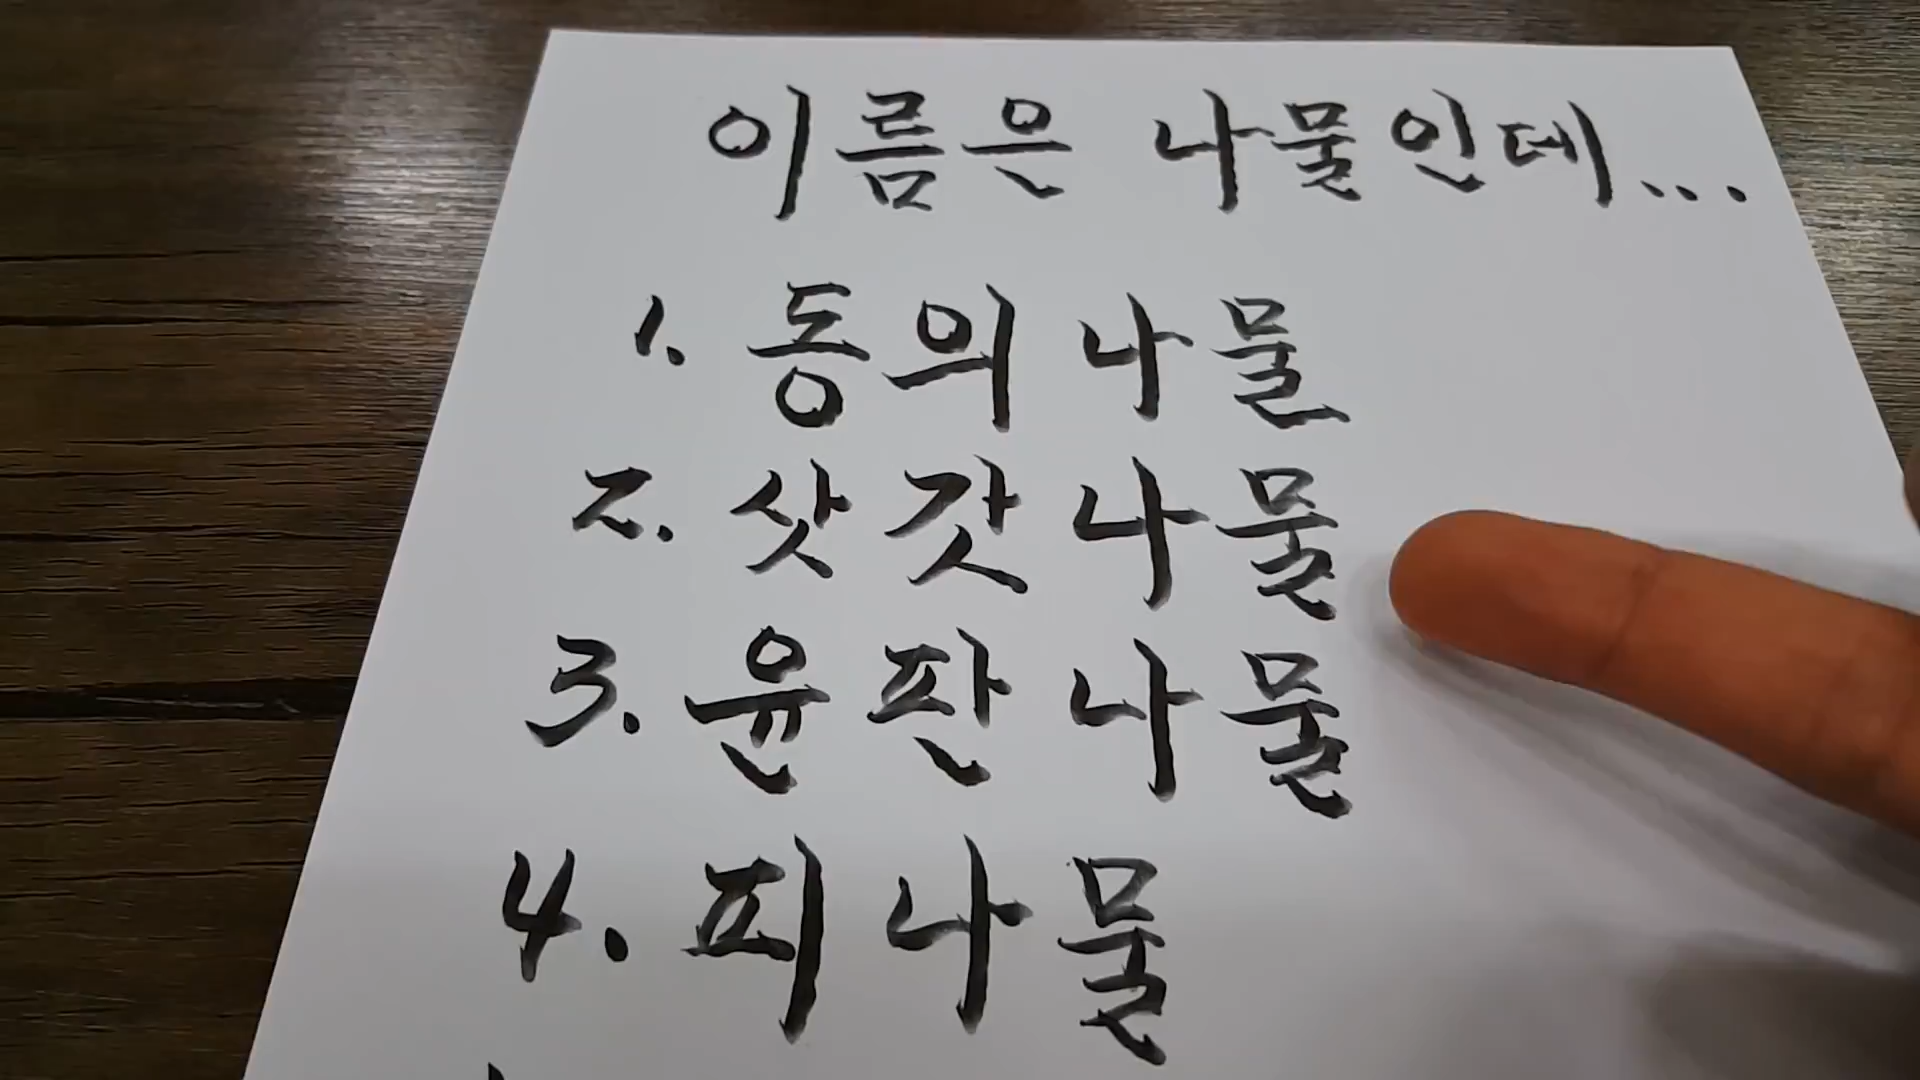 이름은 나물인데...
1. 동의나물
2. 삿갓나물
3. 윤판나물
4. 피나물